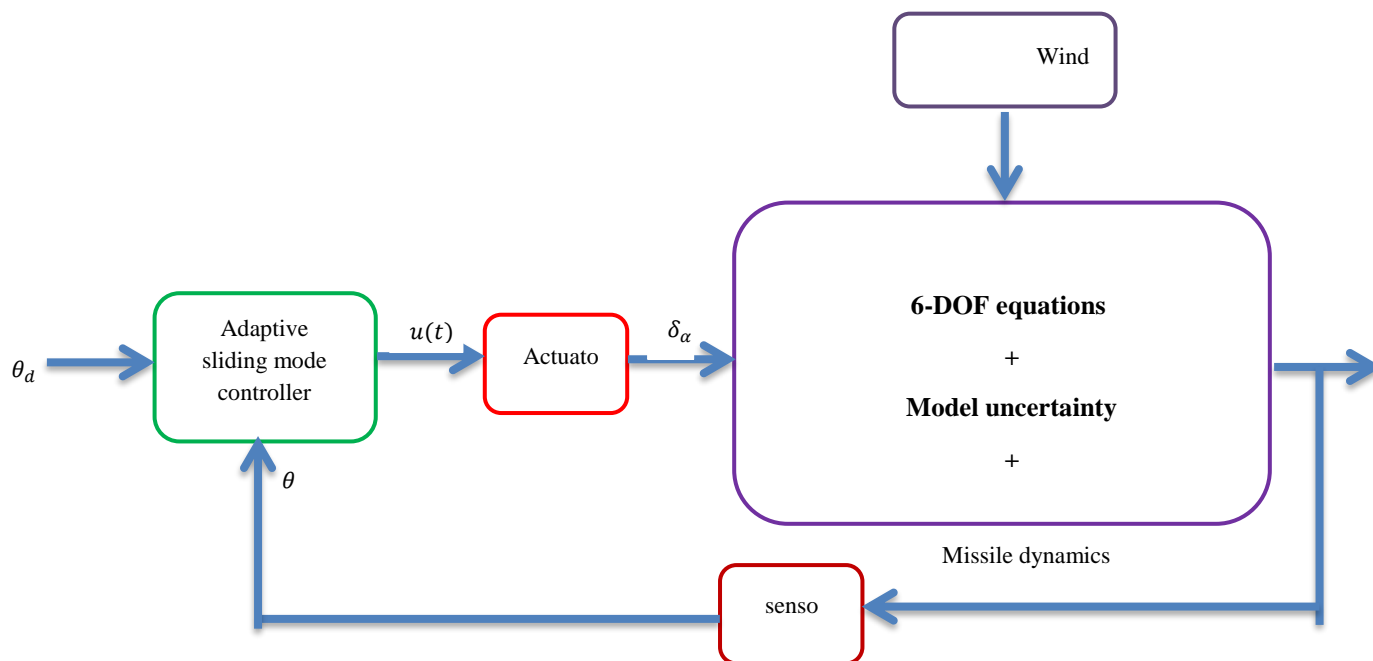 Wind
6-DOF equations
+
Model uncertainty
+
Adaptive
sliding mode
controller
u(t)
Actuato
δ_α
θ_d
θ
Missile dynamics
senso